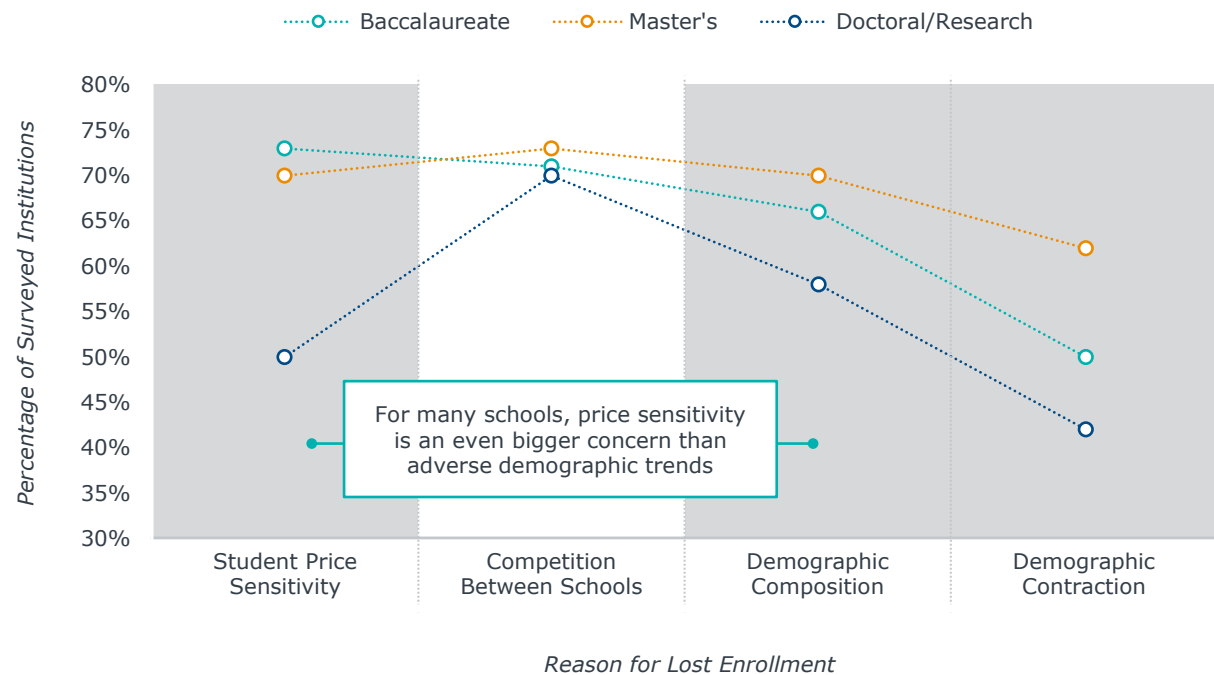 Baccalaureate Master's Doctoral/Research
Percentage of Surveyed Institutions
80%
75%
70%
65%
60%
55%
50%
45%
40%
35%
30%
For many schools, price sensitivity
is an even bigger concern than
adverse demographic trends
Student Price
Sensitivity
Competition
Between Schools
Demographic
Composition
Demographic
Contraction
Reason for Lost Enrollment